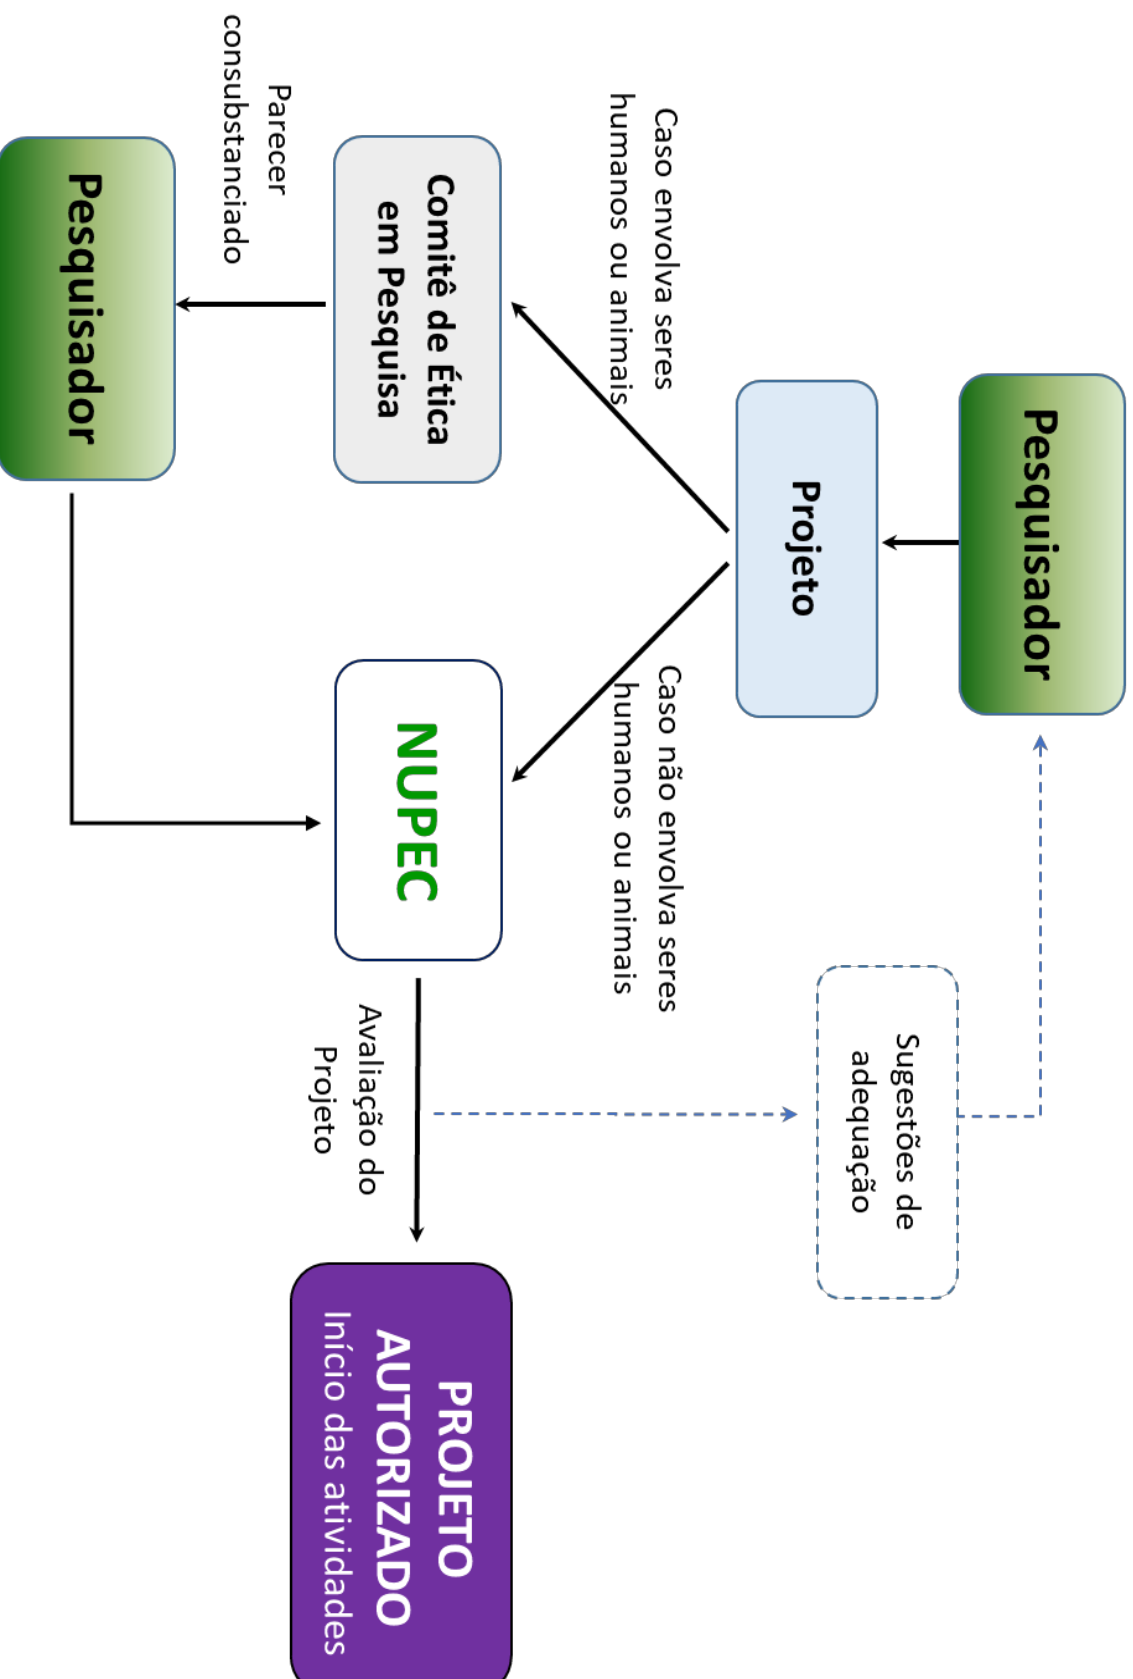 Pesquisador
Projeto
Caso envolva seres
humanos ou animais
Caso não envolva seres
humanos ou animais
Sugestões de
adequação
Comitê de Ética
em Pesquisa
NUPEC
Avaliação do
Projeto
PROJETO
AUTORIZADO
Início das atividades
Parecer
consubstanciado
Pesquisador